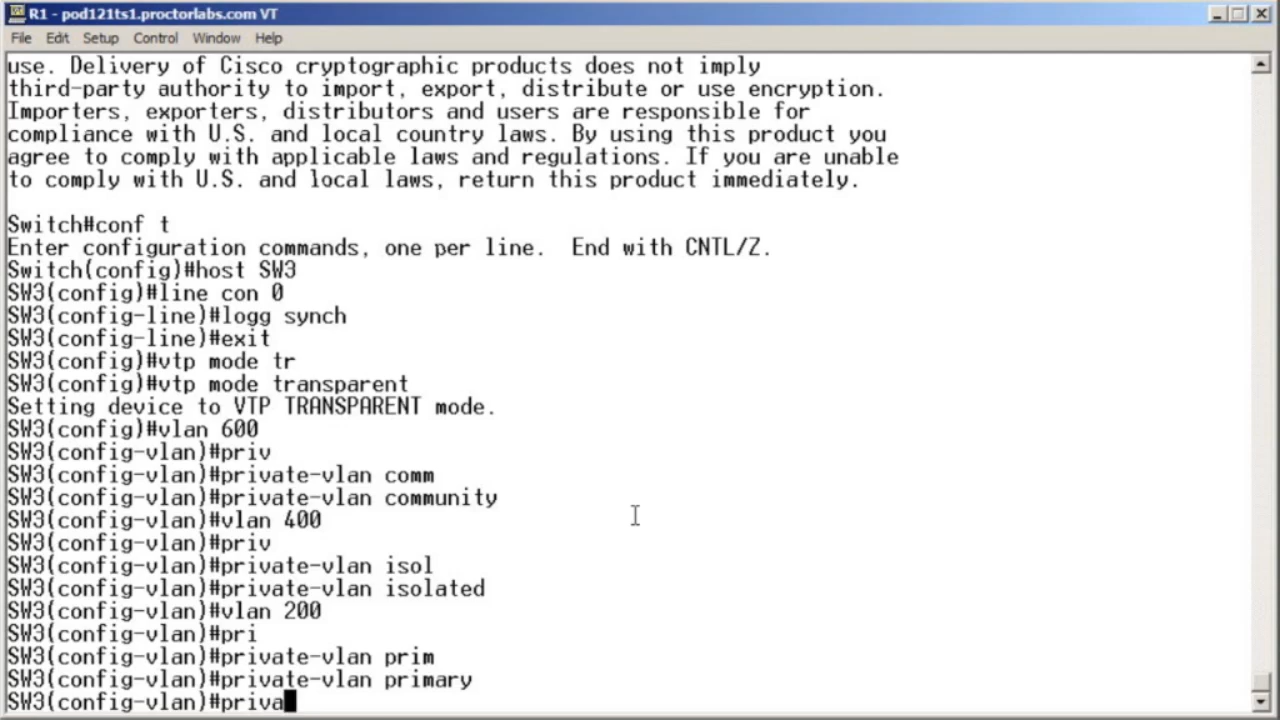 R1 - pod121ts1.proctorlabs.com VT
File Edit Setup Control Window Help
use. Delivery of Cisco cryptographic products does not imply
third-party authority to import, export, distribute or use encryption.
Importers, exporters, distributors and users are responsible for
compliance with U.S. and local country laws. By using this product you
agree to comply with applicable laws and regulations. If you are unable
to comply with U.S. and local laws, return this product immediately.
Switch#conf t
Enter configuration commands, one per line.  End with CNTL/Z.
Switch(config)#host SW3
SW3(config)#line con 0
SW3(config-line)#logg synch
SW3(config-line)#exit
SW3(config)#vtp mode tr
SW3(config)#vtp mode transparent
Setting device to VTP TRANSPARENT mode.
SW3(config)#vlan 600
SW3(config-vlan)#priv
SW3(config-vlan)#private-vlan comm
SW3(config-vlan)#private-vlan community
SW3(config-vlan)#vlan 400
SW3(config-vlan)#priv
SW3(config-vlan)#private-vlan isol
SW3(config-vlan)#private-vlan isolated
SW3(config-vlan)#vlan 200
SW3(config-vlan)#pri
SW3(config-vlan)#private-vlan prim
SW3(config-vlan)#private-vlan primary
SW3(config-vlan)#priva